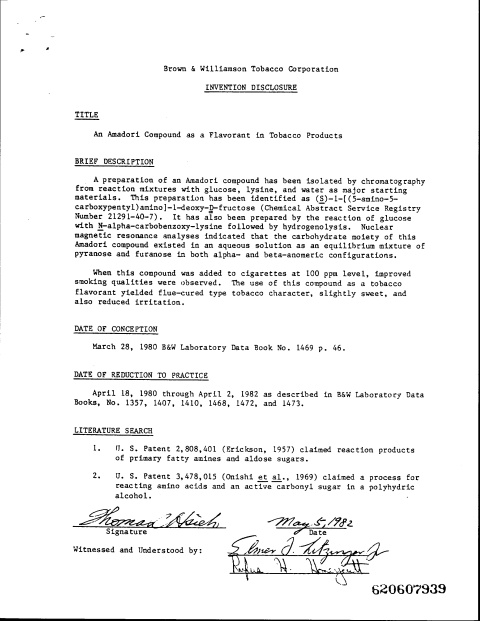 Brown & Williamson Tobacco Corporation
INVENTION DISCLOSURE
TITLE
An Amadori Compound as a Flavorant in Tobacco Products
BRIEF DESCRIPTION
A preparation of an Amadori compound has been isolated by chromatography
from reaction mixtures with glucose, lysine, and water as major starting
materials. This preparation has been identified as (S)-1-[(5-amino-5-
carboxypentyl)amino]-1-deoxy-D-fructose (Chemical Abstract Service Registry
Number 21291-40-7). It has also been prepared by the reaction of glucose
with N-alpha-carbobenzoxy-lysine followed by hydrogenolysis. Nuclear
magnetic resonance analyses indicated that the carbohydrate moiety of this
Amadori compound existed in an aqueous solution as an equilibrium mixture of
pyranose and furanose in both alpha- and beta-anomeric configurations.
When this compound was added to cigarettes at 100 ppm level, improved
smoking qualities were observed. The use of this compound as a tobacco
flavorant yielded flue-cured type tobacco character, slightly sweet, and
also reduced irritation.
DATE OF CONCEPTION
March 28, 1980 B&W Laboratory Data Book No. 1469 p. 46.
DATE OF REDUCTION TO PRACTICE
April 18, 1980 through April 2, 1982 as described in B&W Laboratory Data
Books, No. 1357, 1407, 1410, 1468, 1472, and 1473.
LITERATURE SEARCH
1. U. S. Patent 2,808,401 (Erickson, 1957) claimed reaction products
of primary fatty amines and aldose sugars.
2. U. S. Patent 3,478,015 (Onishi et al., 1969) claimed a process for
reacting amino acids and an active carbonyl sugar in a polyhydric
alcohol.
Thomas Hsieh May 5, 1982
Signature Date
Witnessed and Understood by: Elmer F. Litzinger Jr
Rufus H. Honeycutt
620607939